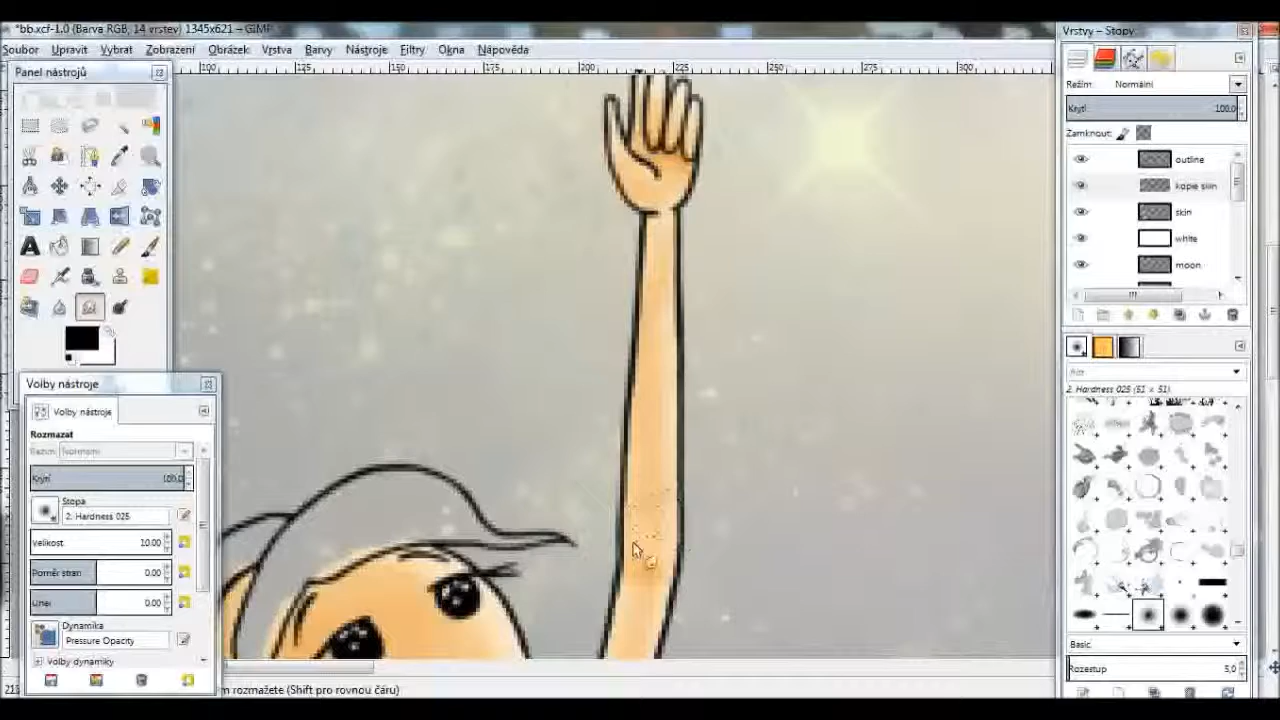 *bb.xcf-1.0 (Barva RGB, 14 vrstev) 1345x621 – GIMP
Soubor Upravit Vybrat Zobrazení Obrázek Vrstva Barvy Nástroje Filtry Okna Nápověda
Panel nástrojů
100 125 150 175 200 225 250 275 300
Volby nástroje
Volby nástroje
Rozmazat
Režim: Normální
Krytí 100,0
Stopa
2. Hardness 025
Velikost 10.00
Poměr stran 0.00
Úhel 0.00
Dynamika
Pressure Opacity
Volby dynamiky
rozmažete (Shift pro rovnou čáru)
Vrstvy – Stopy
Režim: Normální
Krytí 100,0
Zamknout:
outline
kopie skin
skin
white
moon
2. Hardness 025 (51 × 51)
Basic
Rozestup 5,0